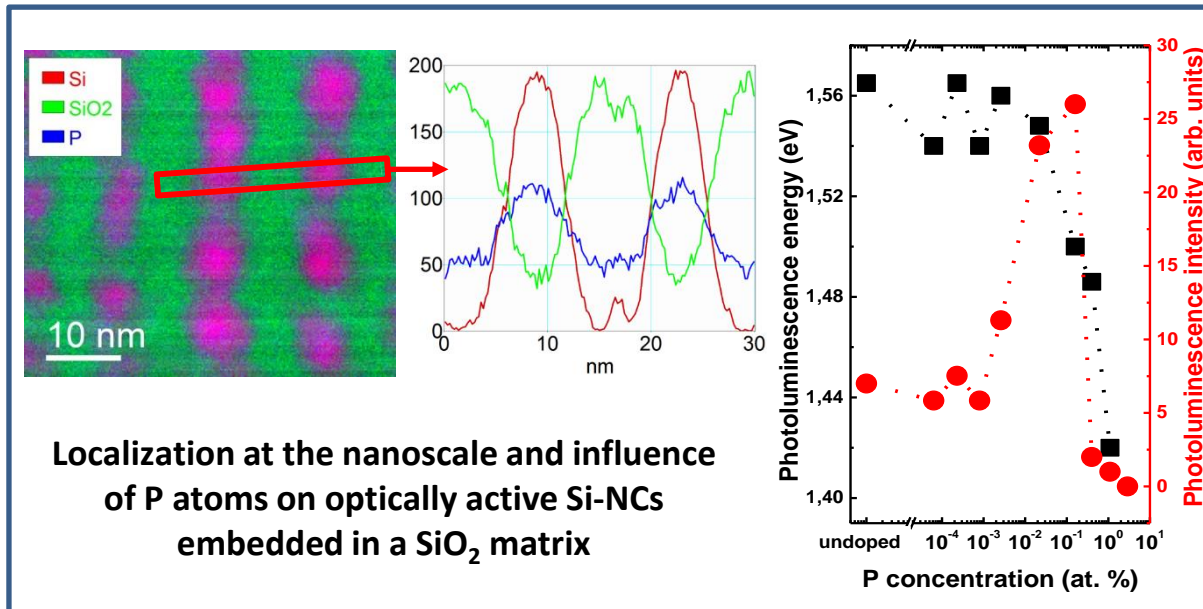 Si
SiO2
P
10 nm
200
150
100
50
0
0 10 20 30
nm
Localization at the nanoscale and influence
of P atoms on optically active Si-NCs
embedded in a SiO₂ matrix
Photoluminescence energy (eV)
1,56
1,52
1,48
1,44
1,40
undoped 10⁻⁴ 10⁻³ 10⁻² 10⁻¹ 10⁰ 10¹
P concentration (at. %)
30
25
20
15
10
5
0
Photoluminescence intensity (arb. units)